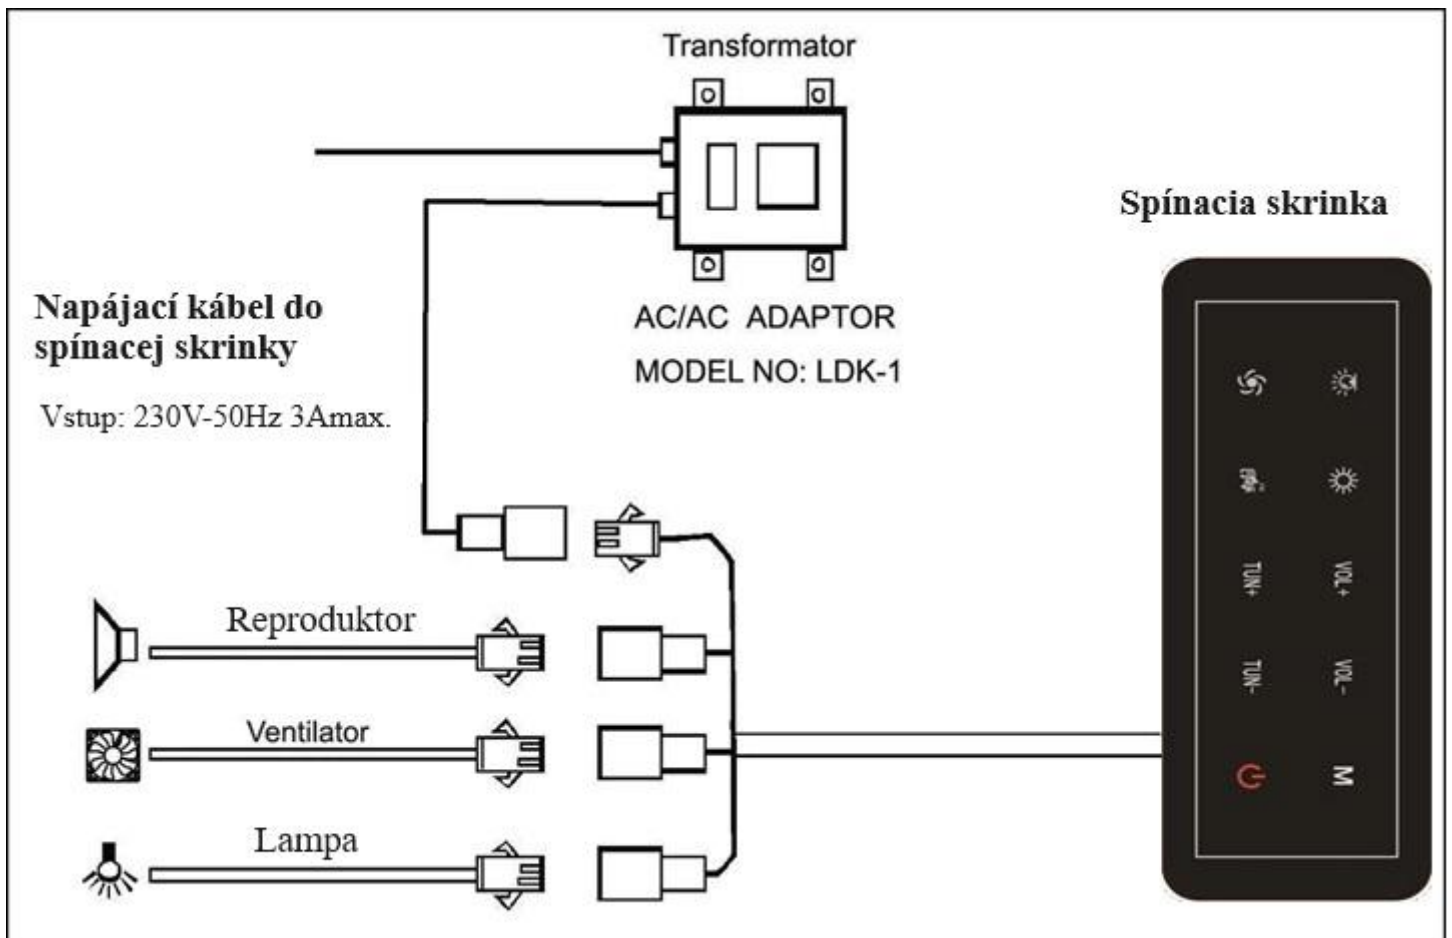 Transformator
Spínacia skrinka
Napájací kábel do
spínacej skrinky
AC/AC ADAPTOR
MODEL NO: LDK-1
Vstup: 230V-50Hz 3Amax.
Reproduktor
Ventilator
Lampa
TUN+
VOL+
TUN-
VOL-
M